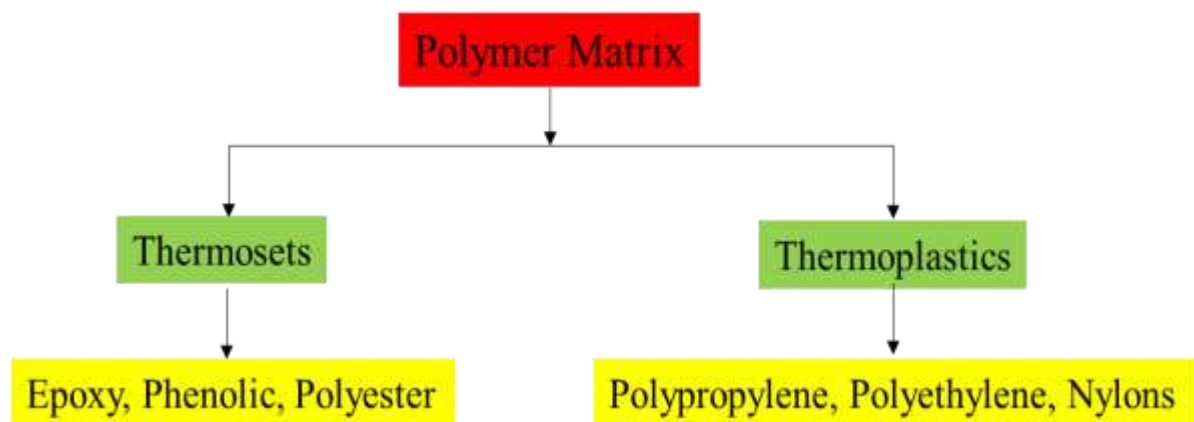 Polymer Matrix
Thermosets
Thermoplastics
Epoxy, Phenolic, Polyester
Polypropylene, Polyethylene, Nylons